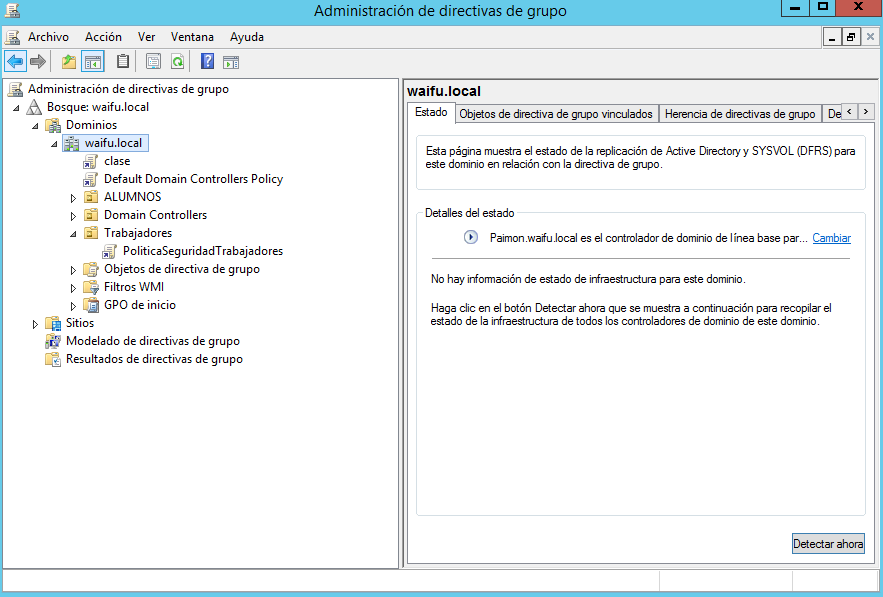 Administración de directivas de grupo
Archivo Acción Ver Ventana Ayuda
Administración de directivas de grupo
Bosque: waifu.local
Dominios
waifu.local
clase
Default Domain Controllers Policy
ALUMNOS
Domain Controllers
Trabajadores
PoliticaSeguridadTrabajadores
Objetos de directiva de grupo
Filtros WMI
GPO de inicio
Sitios
Modelado de directivas de grupo
Resultados de directivas de grupo
waifu.local
Estado Objetos de directiva de grupo vinculados Herencia de directivas de grupo De
Esta página muestra el estado de la replicación de Active Directory y SYSVOL (DFRS) para
este dominio en relación con la directiva de grupo.
Detalles del estado
Paimon.waifu.local es el controlador de dominio de línea base par... Cambiar
No hay información de estado de infraestructura para este dominio.
Haga clic en el botón Detectar ahora que se muestra a continuación para recopilar el
estado de la infraestructura de todos los controladores de dominio de este dominio.
Detectar ahora